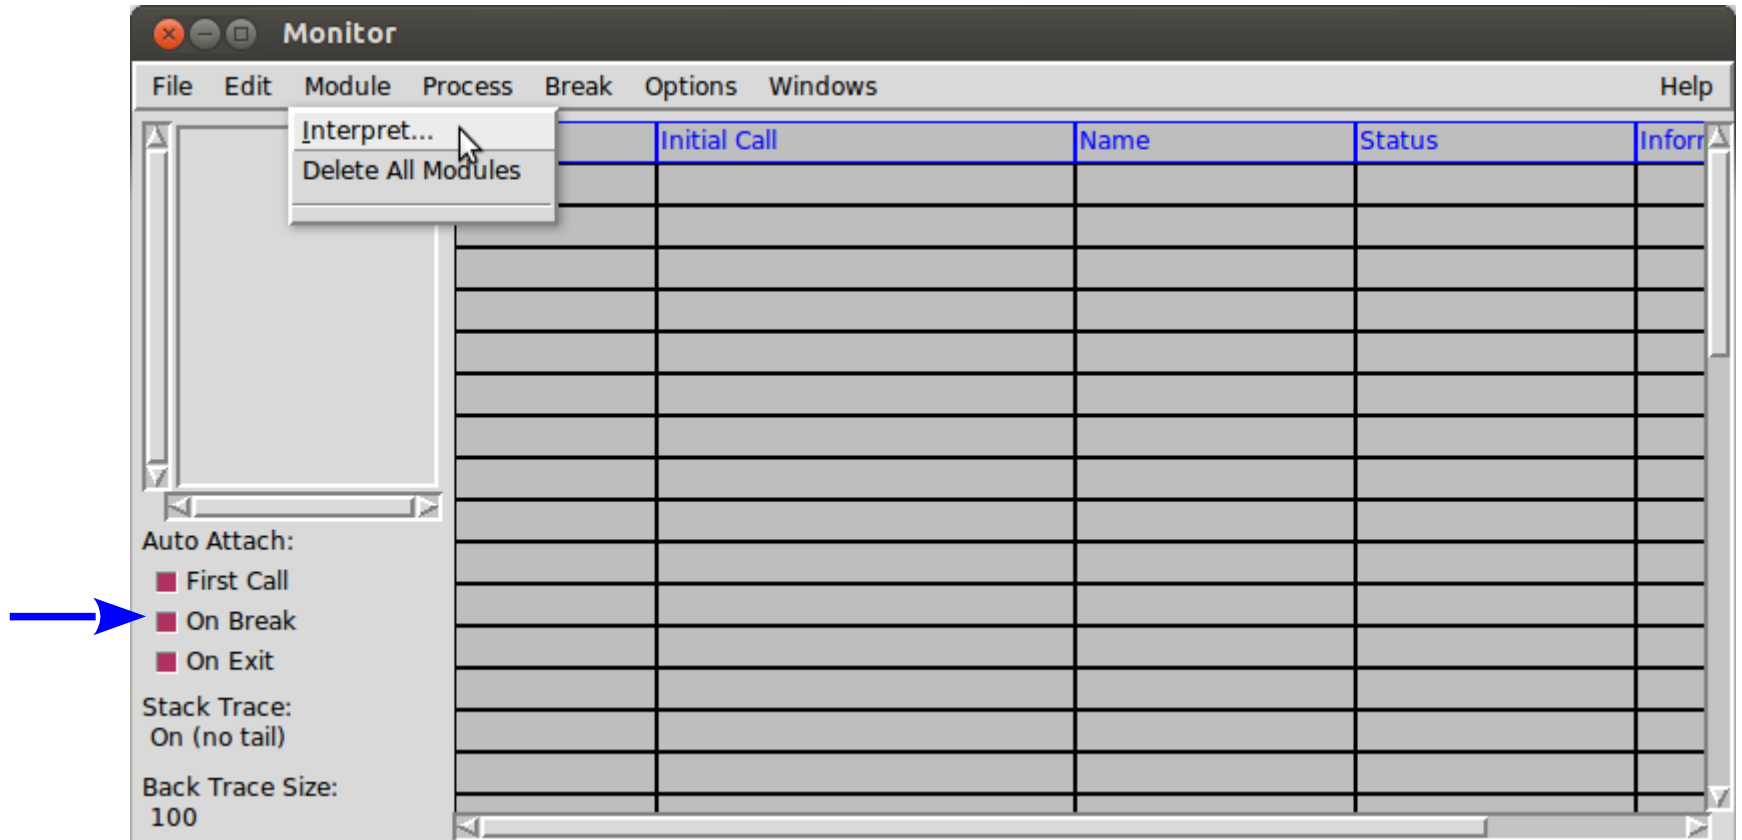 Monitor
File Edit Module Process Break Options Windows Help
Interpret...
Delete All Modules
Initial Call Name Status Infor
Auto Attach:
First Call
On Break
On Exit
Stack Trace:
On (no tail)
Back Trace Size:
100